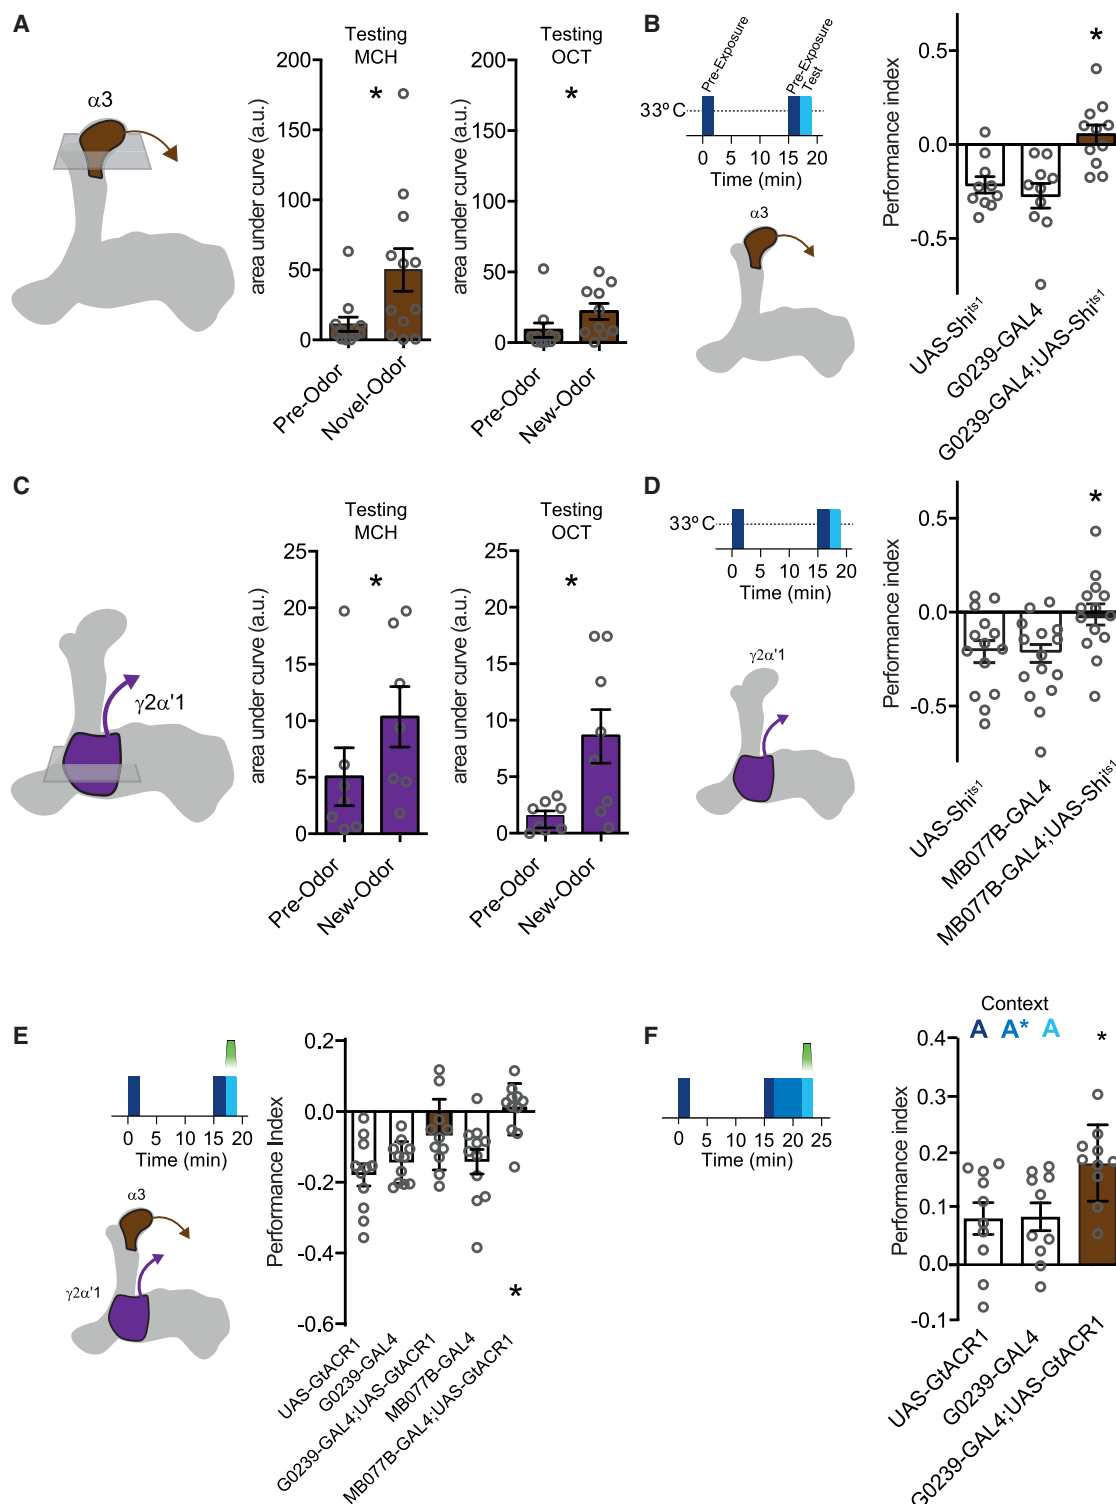 A
α3
Testing
MCH
*
area under curve (a.u.)
200
150
100
50
0
Pre-Odor
Novel-Odor
Testing
OCT
*
area under curve (a.u.)
200
150
100
50
0
Pre-Odor
New-Odor
B
Pre-Exposure
Pre-Exposure
Test
33º C
0 5 10 15 20
Time (min)
α3
*
Performance index
0.5
0.0
-0.5
UAS-Shiᵗˢ¹
G0239-GAL4
G0239-GAL4;UAS-Shiᵗˢ¹
C
γ2α'1
Testing
MCH
*
area under curve (a.u.)
25
20
15
10
5
0
Pre-Odor
New-Odor
Testing
OCT
*
area under curve (a.u.)
25
20
15
10
5
0
Pre-Odor
New-Odor
D
33º C
0 5 10 15 20
Time (min)
γ2α'1
*
Performance index
0.5
0.0
-0.5
UAS-Shiᵗˢ¹
MB077B-GAL4
MB077B-GAL4;UAS-Shiᵗˢ¹
E
0 5 10 15 20
Time (min)
α3
γ2α'1
Performance Index
0.2
0.0
-0.2
-0.4
-0.6
*
UAS-GtACR1
G0239-GAL4
G0239-GAL4;UAS-GtACR1
MB077B-GAL4
MB077B-GAL4;UAS-GtACR1
F
0 5 10 15 20 25
Time (min)
Context
A A* A
*
Performance index
0.4
0.3
0.2
0.1
0.0
-0.1
UAS-GtACR1
G0239-GAL4
G0239-GAL4;UAS-GtACR1